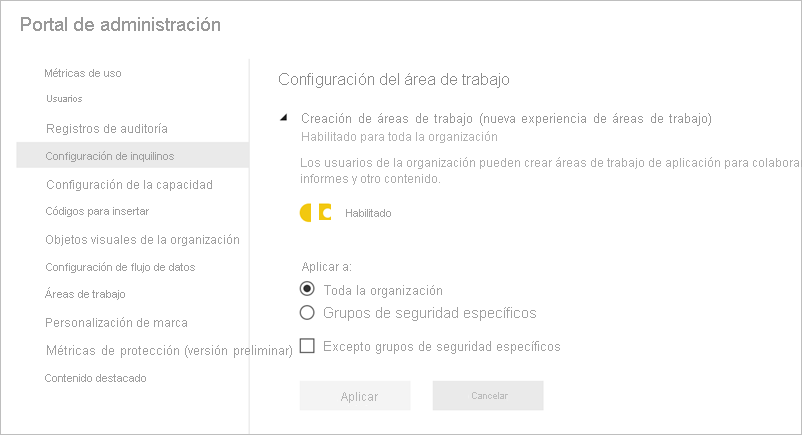 Portal de administración
Métricas de uso
Usuarios
Registros de auditoría
Configuración de inquilinos
Configuración de la capacidad
Códigos para insertar
Objetos visuales de la organización
Configuración de flujo de datos
Áreas de trabajo
Personalización de marca
Métricas de protección (versión preliminar)
Contenido destacado
Configuración del área de trabajo
Creación de áreas de trabajo (nueva experiencia de áreas de trabajo)
Habilitado para toda la organización
Los usuarios de la organización pueden crear áreas de trabajo de aplicación para colabora
informes y otro contenido.
Habilitado
Aplicar a:
Toda la organización
Grupos de seguridad específicos
Excepto grupos de seguridad específicos
Aplicar
Cancelar